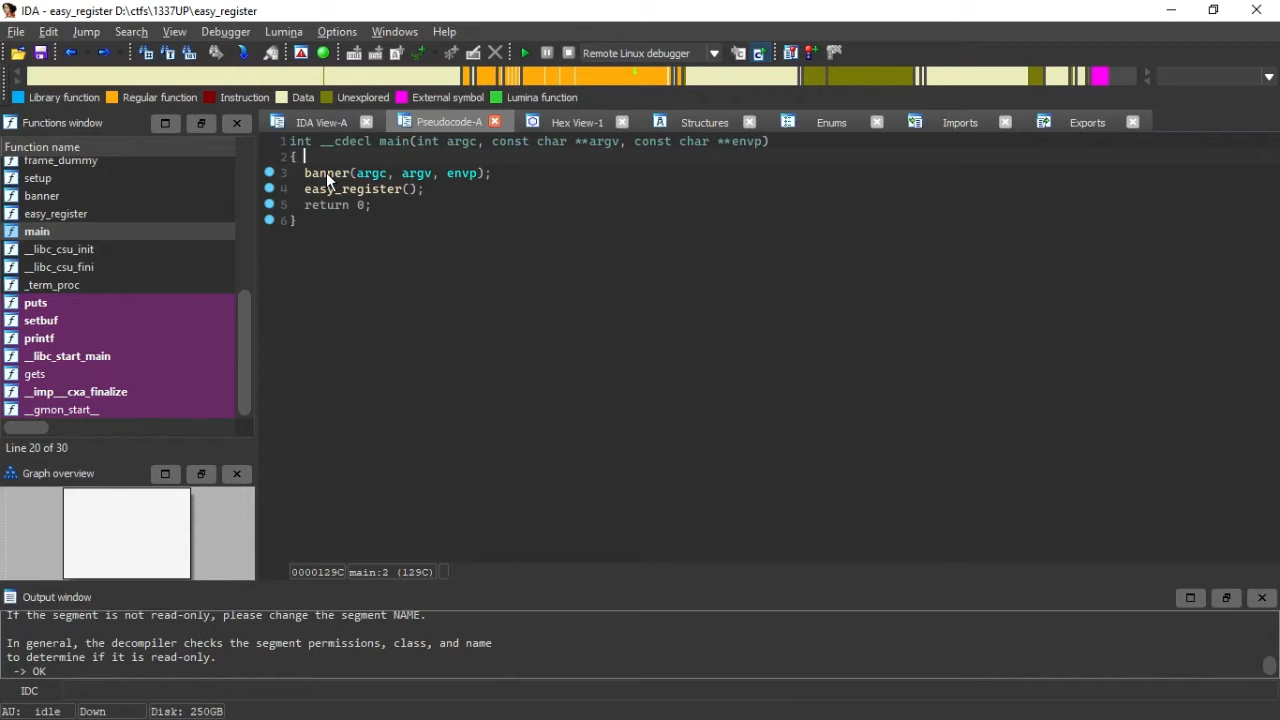 IDA - easy_register D:\ctfs\1337UP\easy_register
File Edit Jump Search View Debugger Lumina Options Windows Help
Remote Linux debugger
Library function Regular function Instruction Data Unexplored External symbol Lumina function
Functions window
IDA View-A Pseudocode-A Hex View-1 Structures Enums Imports Exports
Function name
frame_dummy
setup
banner
easy_register
main
__libc_csu_init
__libc_csu_fini
_term_proc
puts
setbuf
printf
__libc_start_main
gets
__imp___cxa_finalize
__gmon_start__
Line 20 of 30
Graph overview
1 int __cdecl main(int argc, const char **argv, const char **envp)
2 {
3 banner(argc, argv, envp);
4 easy_register();
5 return 0;
6 }
0000129C main:2 (129C)
Output window
If the segment is not read-only, please change the segment NAME.
In general, the decompiler checks the segment permissions, class, and name
to determine if it is read-only.
-> OK
IDC
AU: idle Down Disk: 250GB